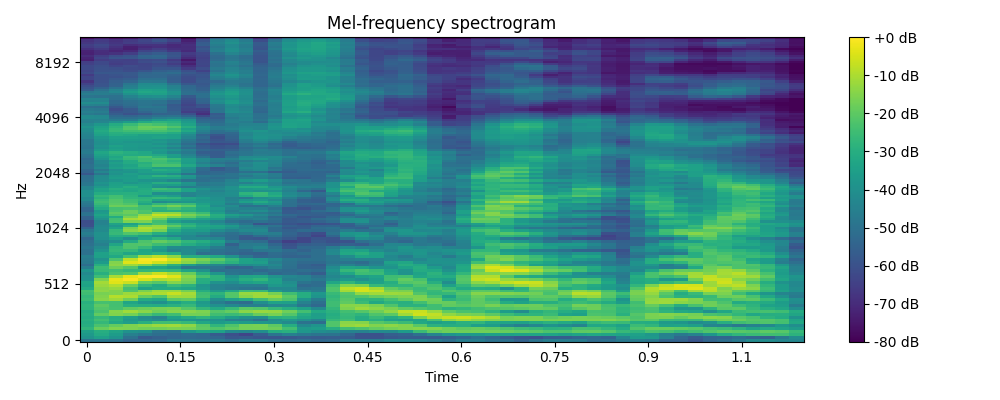 Mel-frequency spectrogram
8192
4096
2048
1024
512
0
Hz
0 0.15 0.3 0.45 0.6 0.75 0.9 1.1
Time
+0 dB
-10 dB
-20 dB
-30 dB
-40 dB
-50 dB
-60 dB
-70 dB
-80 dB